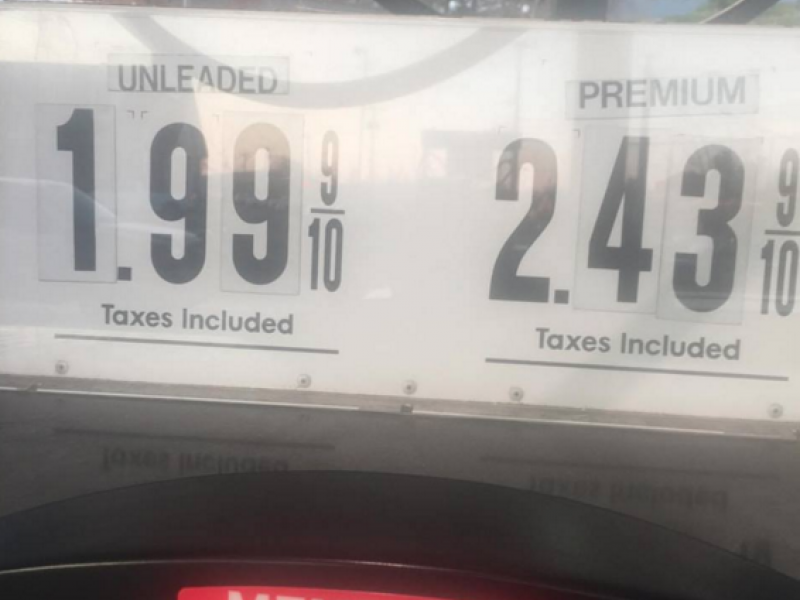 UNLEADED
PREMIUM
1.99 9/10
2.43 9/10
Taxes Included
Taxes Included